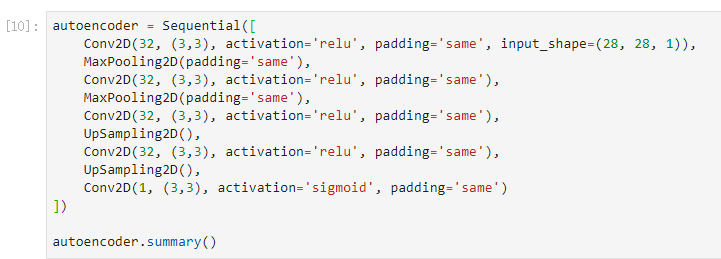 [10]: autoencoder = Sequential([
    Conv2D(32, (3,3), activation='relu', padding='same', input_shape=(28, 28, 1)),
    MaxPooling2D(padding='same'),
    Conv2D(32, (3,3), activation='relu', padding='same'),
    MaxPooling2D(padding='same'),
    Conv2D(32, (3,3), activation='relu', padding='same'),
    UpSampling2D(),
    Conv2D(32, (3,3), activation='relu', padding='same'),
    UpSampling2D(),
    Conv2D(1, (3,3), activation='sigmoid', padding='same')
])
autoencoder.summary()